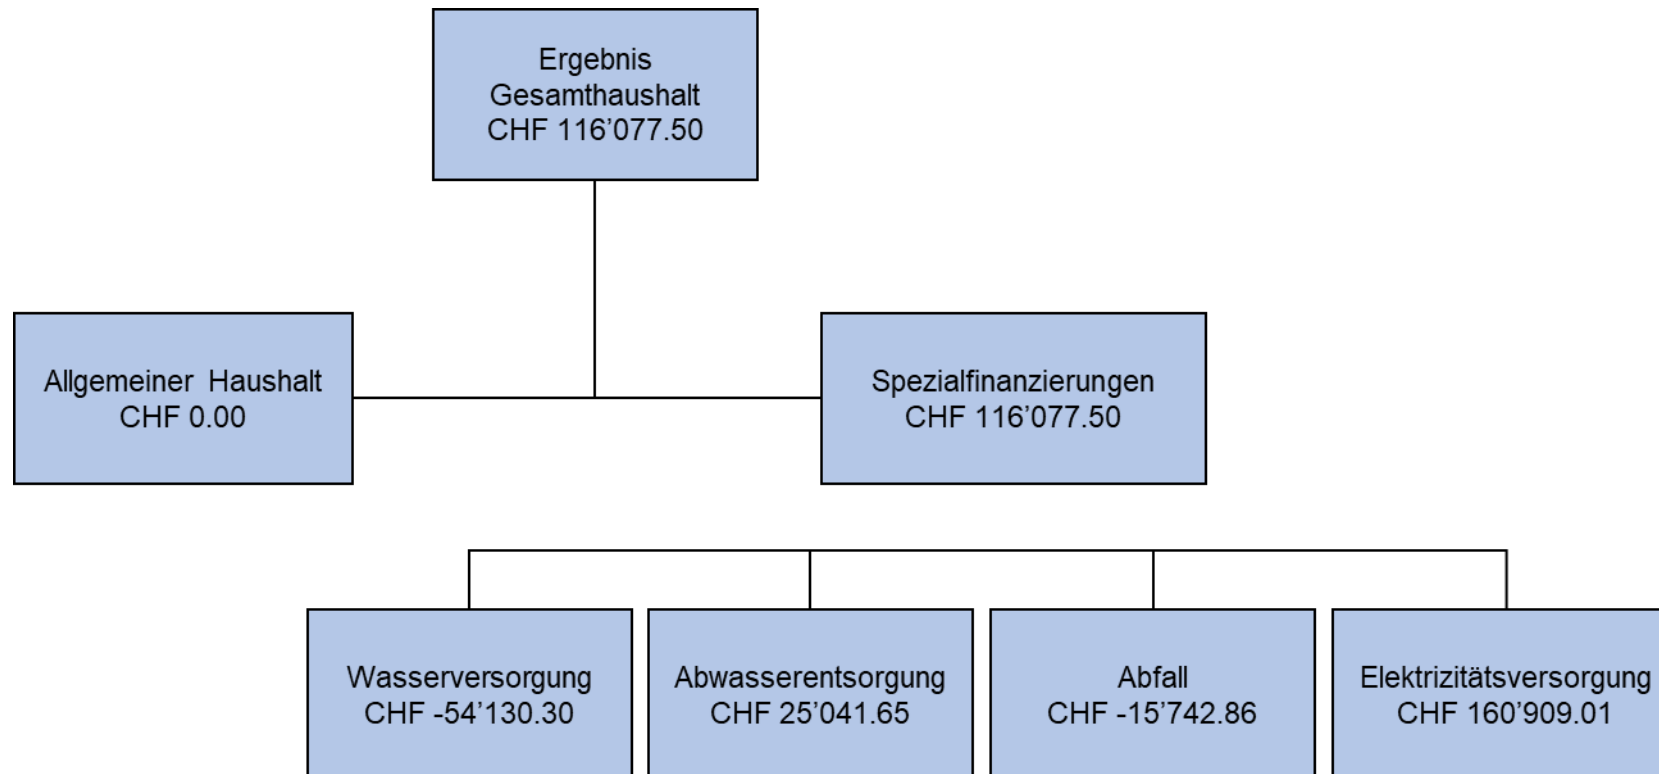 Ergebnis
Gesamthaushalt
CHF 116’077.50
Allgemeiner Haushalt
CHF 0.00
Spezialfinanzierungen
CHF 116’077.50
Wasserversorgung
CHF -54’130.30
Abwasserentsorgung
CHF 25’041.65
Abfall
CHF -15’742.86
Elektrizitätsversorgung
CHF 160’909.01